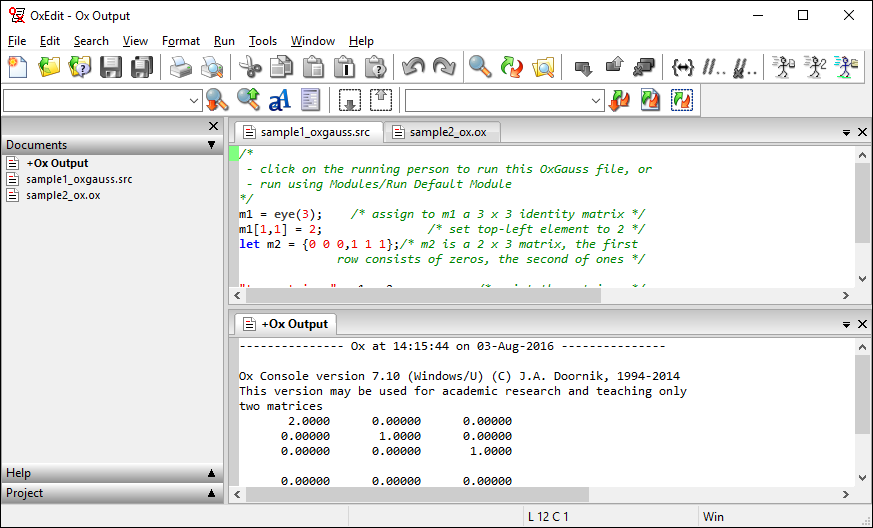 OxEdit - Ox Output
File Edit Search View Format Run Tools Window Help
Documents
+Ox Output
sample1_oxgauss.src
sample2_ox.ox
Help
Project
sample1_oxgauss.src sample2_ox.ox
/*
- click on the running person to run this OxGauss file, or
- run using Modules/Run Default Module
*/
m1 = eye(3); /* assign to m1 a 3 x 3 identity matrix */
m1[1,1] = 2; /* set top-left element to 2 */
let m2 = {0 0 0,1 1 1};/* m2 is a 2 x 3 matrix, the first
row consists of zeros, the second of ones */
+Ox Output
--------------- Ox at 14:15:44 on 03-Aug-2016 ---------------
Ox Console version 7.10 (Windows/U) (C) J.A. Doornik, 1994-2014
This version may be used for academic research and teaching only
two matrices
2.0000 0.00000 0.00000
0.00000 1.0000 0.00000
0.00000 0.00000 1.0000
0.00000 0.00000 0.00000
L 12 C 1 Win